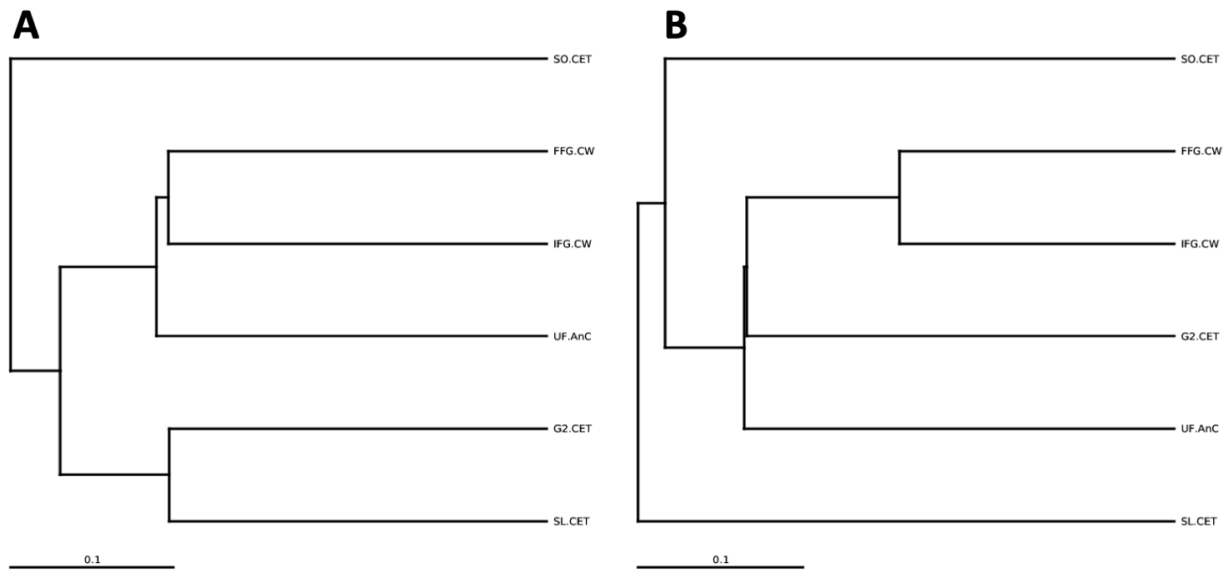 A
SO.CET
FFG.CW
IFG.CW
UF.AnC
G2.CET
SL.CET
0.1
B
SO.CET
FFG.CW
IFG.CW
G2.CET
UF.AnC
SL.CET
0.1